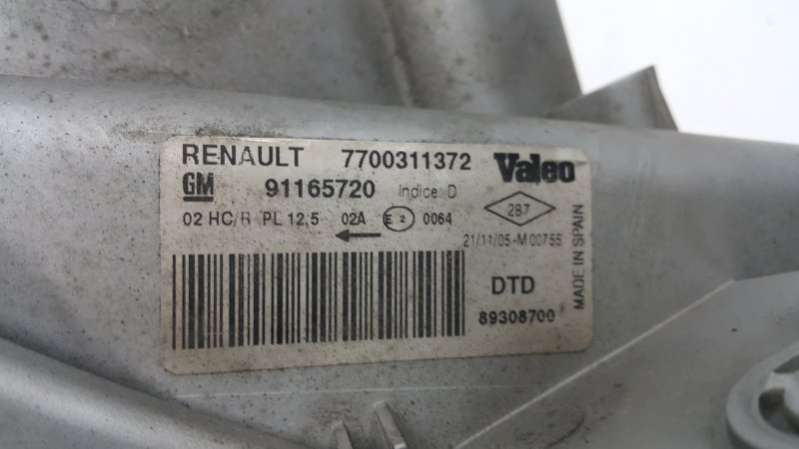 RENAULT 7700311372 Valeo
GM 91165720 Indice D
02 HC/R PL 12,5 02A E2 0064 287
21/11/05-M00755
DTD
89308700
MADE IN SPAIN